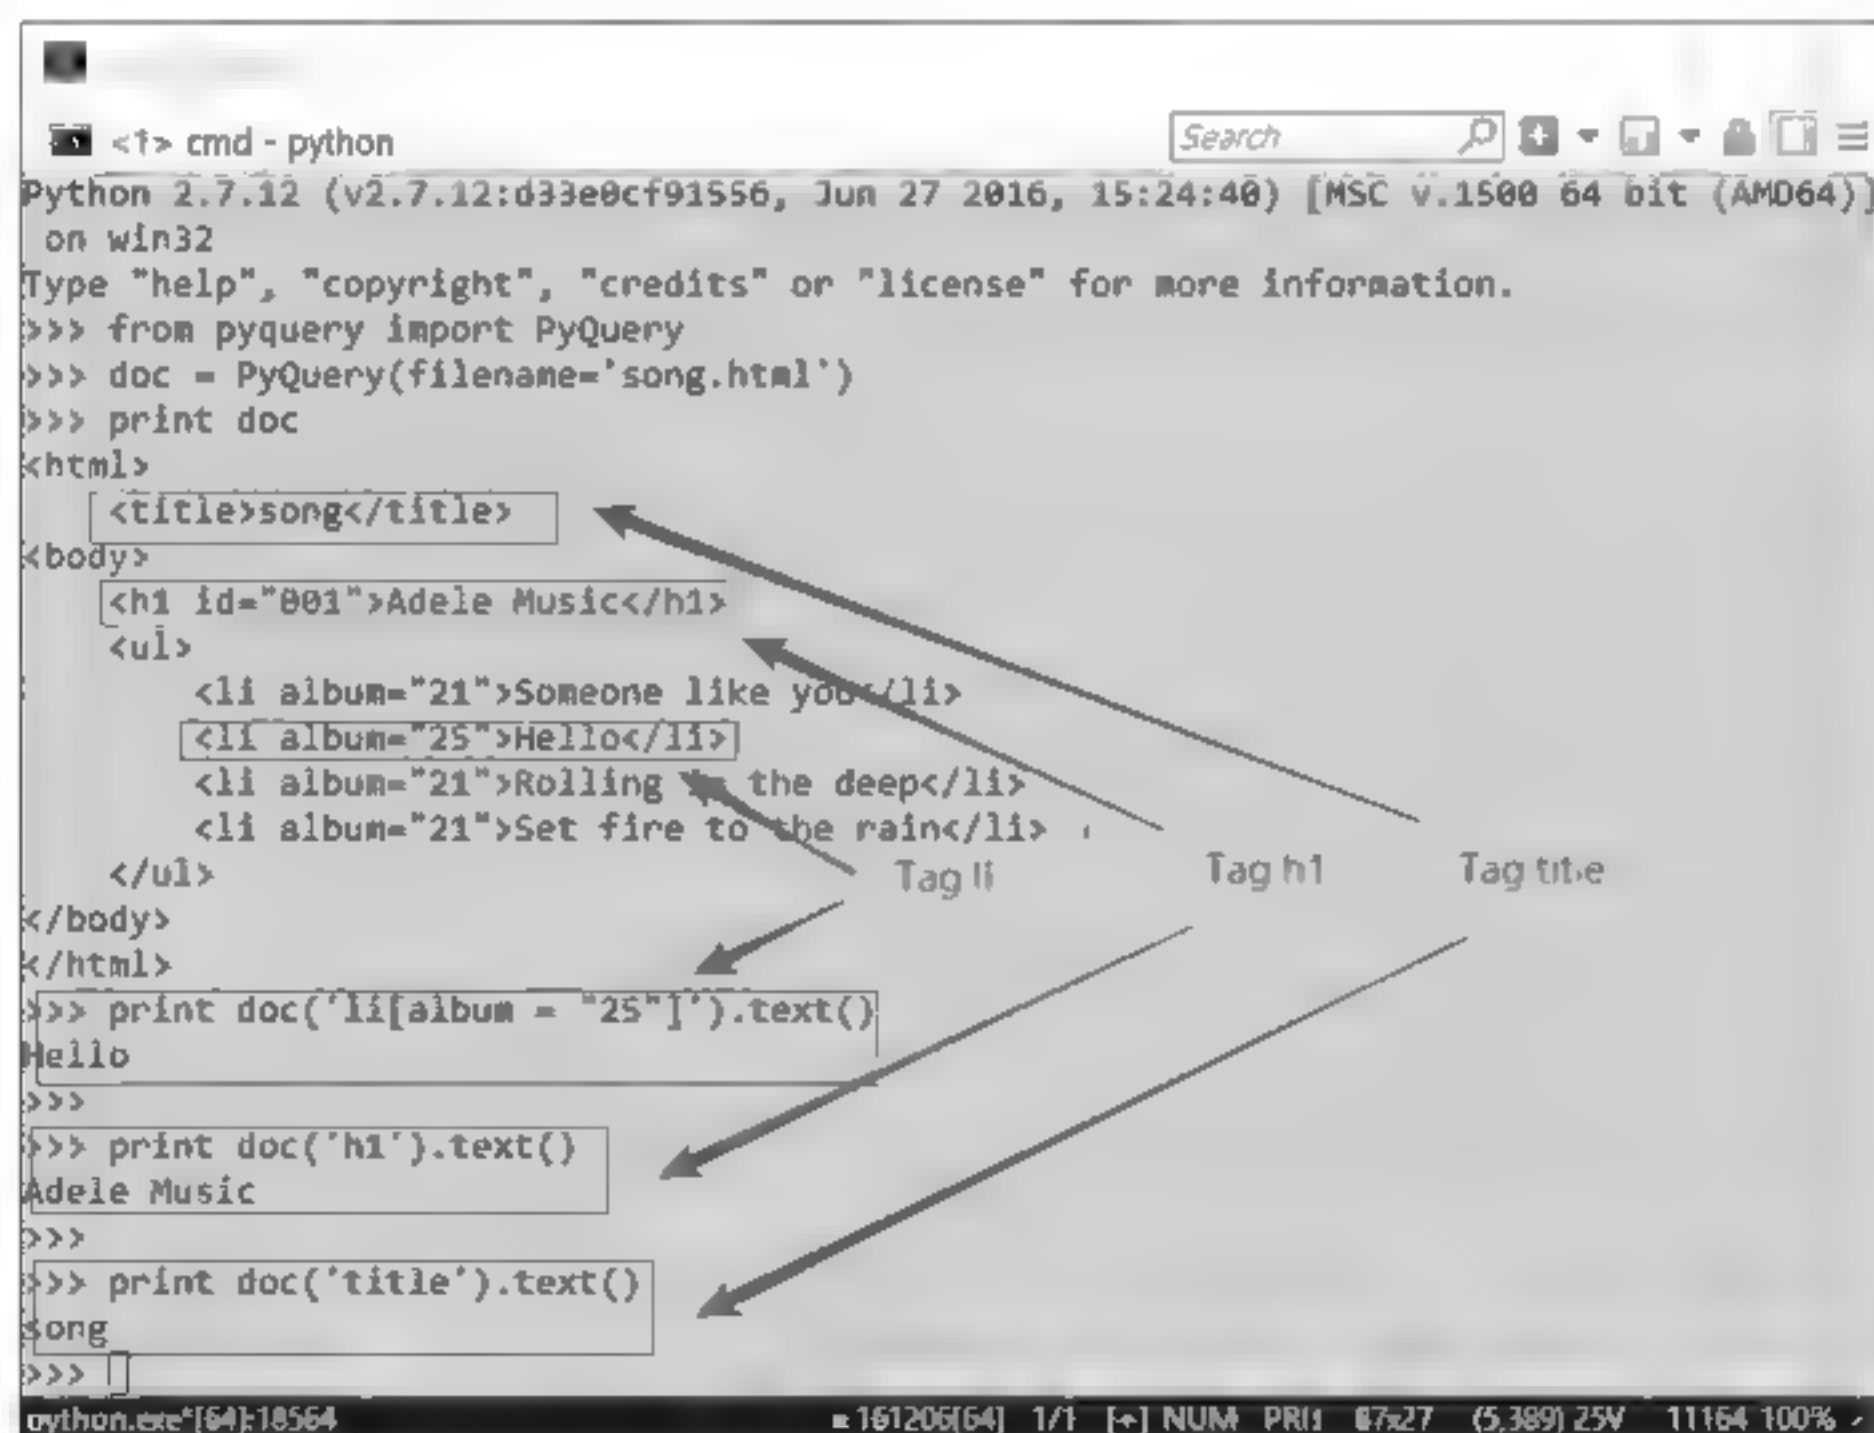 <1> cmd - python
Search
Python 2.7.12 (v2.7.12:d33e0cf91556, Jun 27 2016, 15:24:40) [MSC v.1500 64 bit (AMD64)]
on win32
Type "help", "copyright", "credits" or "license" for more information.
>>> from pyquery import PyQuery
>>> doc = PyQuery(filename='song.html')
>>> print doc
<html>
    <title>song</title>
<body>
    <h1 id="001">Adele Music</h1>
    <ul>
        <li album="21">Someone like you</li>
        <li album="25">Hello</li>
        <li album="21">Rolling the deep</li>
        <li album="21">Set fire to the rain</li>
    </ul>
Tag li
Tag h1
Tag title
</body>
</html>
>>> print doc('li[album = "25"]').text()
Hello
>>>
>>> print doc('h1').text()
Adele Music
>>>
>>> print doc('title').text()
song
>>>
python.exe*[64]:18564
161206[64] 1/1 [+] NUM PRI 87x27 (5,389) 25V 11164 100%